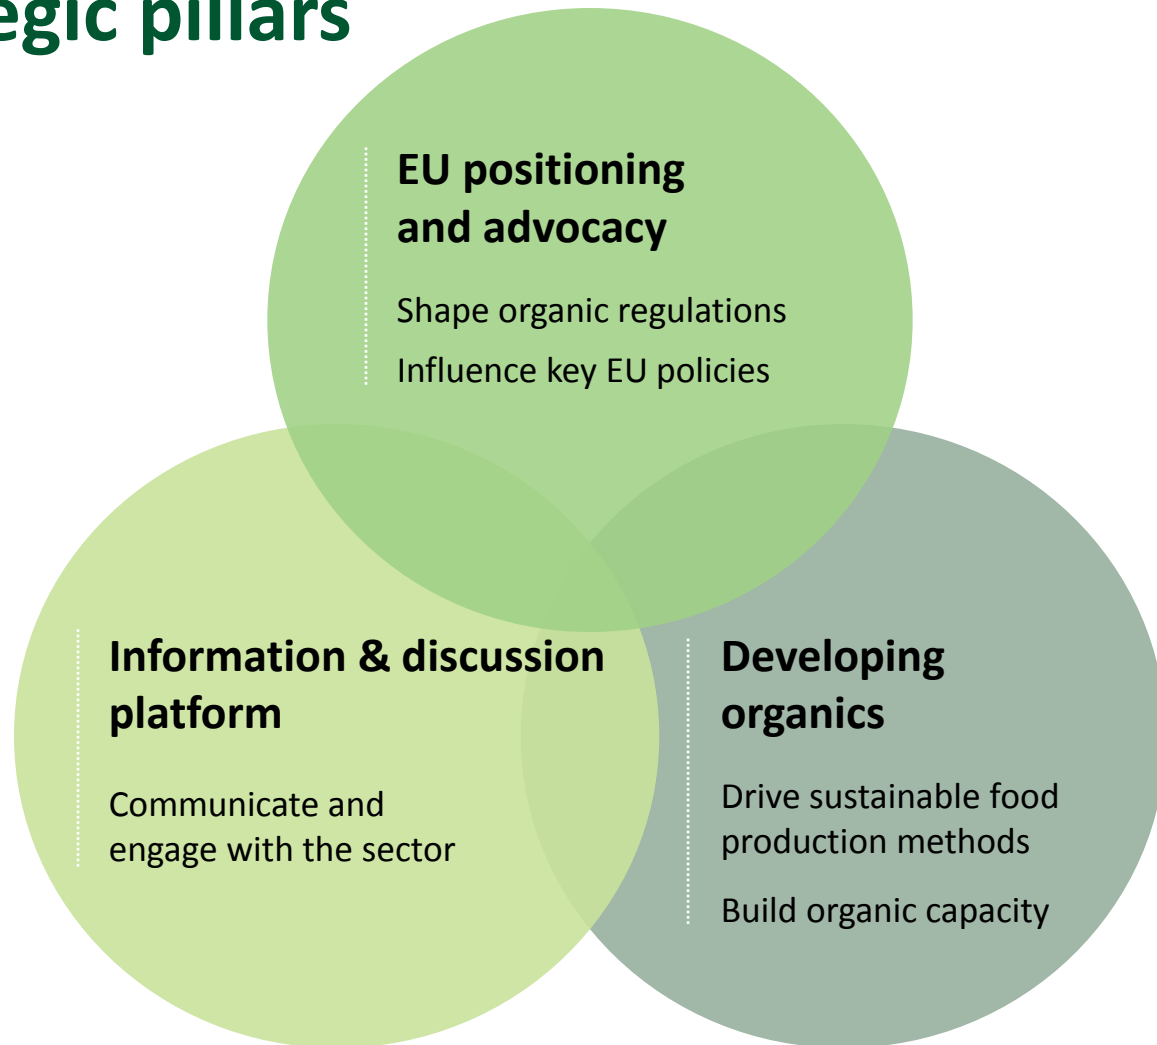 egic pillars
EU positioning
and advocacy
Shape organic regulations
Influence key EU policies
Information & discussion
platform
Communicate and
engage with the sector
Developing
organics
Drive sustainable food
production methods
Build organic capacity